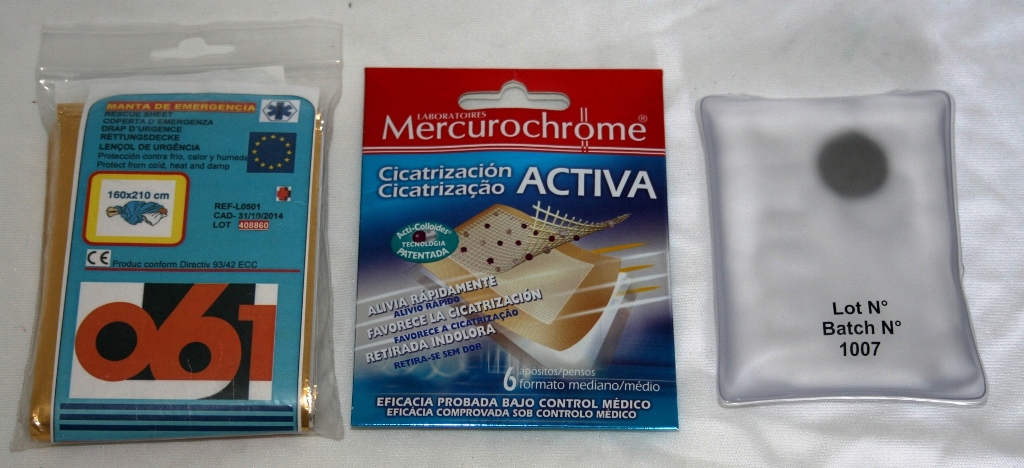 MANTA DE EMERGENCIA
RESCUE SHEET
COPERTA D'EMERGENZA
DRAP D'URGENCE
RETTUNGSDECKE
LENÇOL DE URGÊNCIA
Protección contra frio, calor y humeda
Protect from cold, heat and damp
160x210 cm
REF-L0501
CAD- 31/10/2014
LOT 408860
CE Produc conform Directiv 93/42 ECC
061
LABORATOIRES
Mercurochrome®
Cicatrización
Cicatrização
ACTIVA
Acti-Colloides
TECNOLOGIA
PATENTADA
ALIVIA RÁPIDAMENTE
ALIVIO RÁPIDO
FAVORECE LA CICATRIZACIÓN
FAVORECE A CICATRIZAÇÃO
RETIRADA INDOLORA
RETIRA-SE SEM DOR
6 apósitos/pensos
formato mediano/médio
EFICACIA PROBADA BAJO CONTROL MÉDICO
EFICÁCIA COMPROVADA SOB CONTROLO MÉDICO
Lot N°
Batch N°
1007